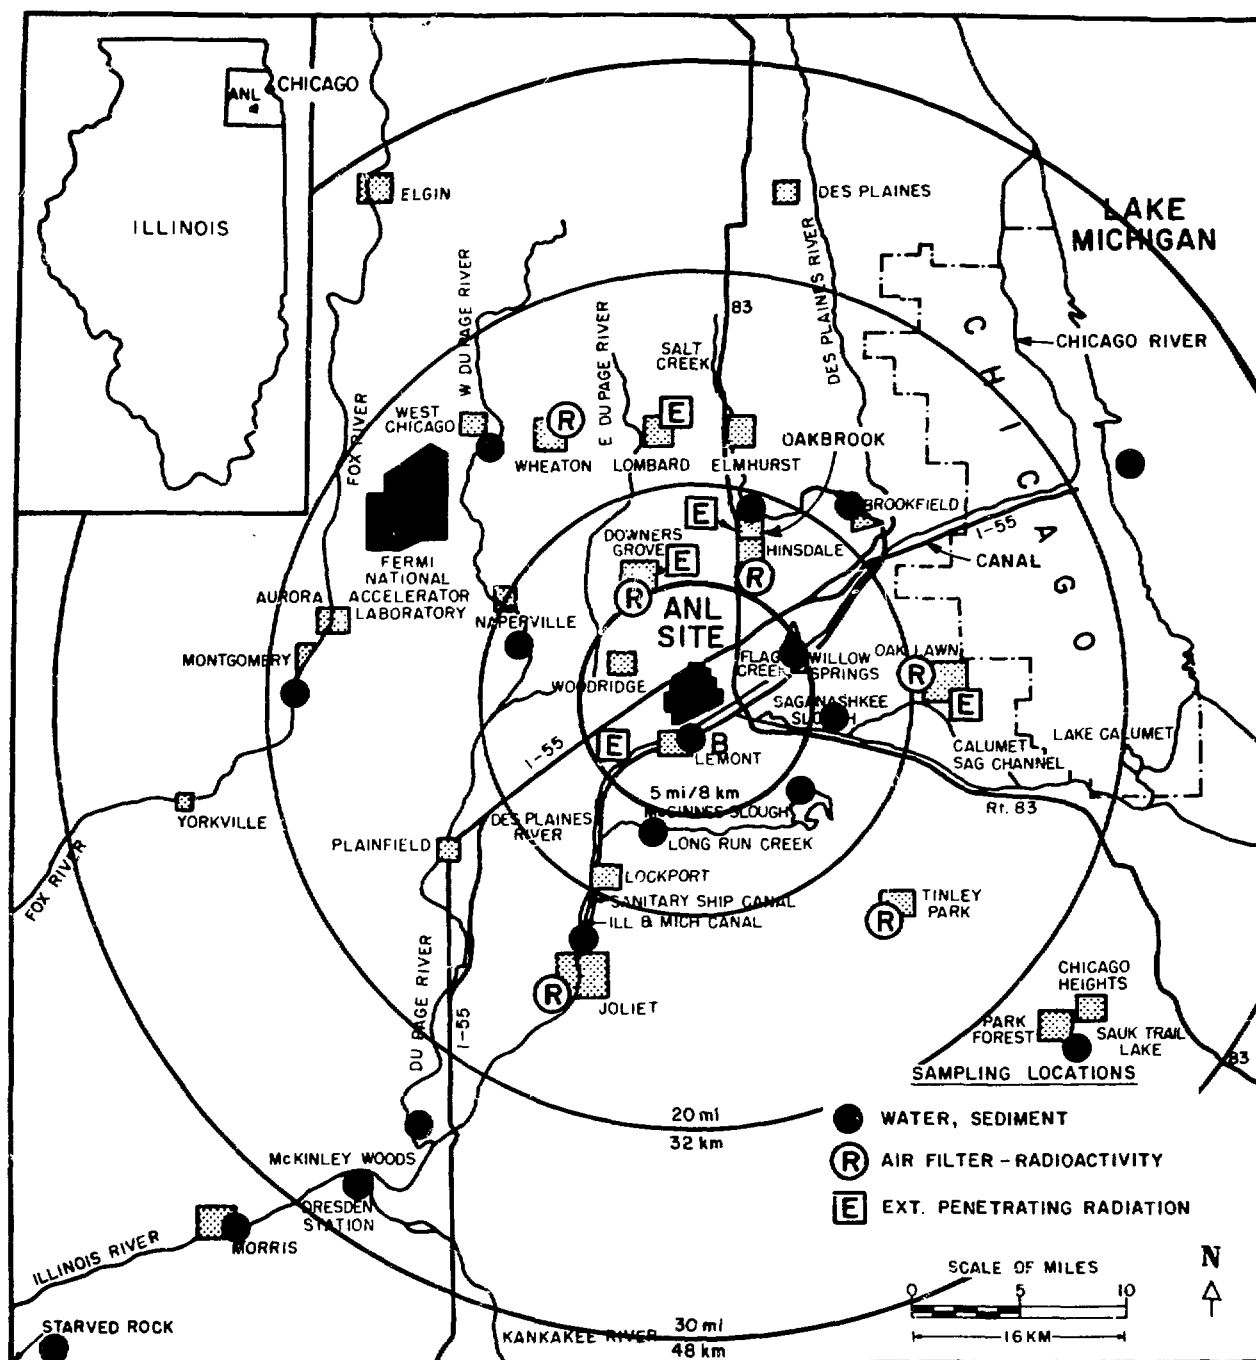 ANL
CHICAGO
ILLINOIS
ELGIN
DES PLAINES
LAKE
MICHIGAN
W DU PAGE RIVER
DES PLAINES RIVER
83
E DU PAGE RIVER
SALT
CREEK
CHICAGO
CHICAGO RIVER
FOX RIVER
WEST
CHICAGO
R
E
WHEATON
LOMBARD
ELMHURST
OAKBROOK
E
BROOKFIELD
I-55
CANAL
DOWNERS
GROVE
E
HINSDALE
R
R
FERMI
NATIONAL
ACCELERATOR
LABORATORY
AURORA
NAPERVILLE
ANL
SITE
MONTGOMERY
WOODRIDGE
FLAG
CREEK
WILLOW
SPRINGS
OAK LAWN
R
E
SAGANASHKEE
SLOUGH
I-55
E
B
LEMONT
CALUMET
SAG CHANNEL
LAKE CALUMET
5 mi/8 km
Rt. 83
YORKVILLE
FOX RIVER
PLAINFIELD
DES PLAINES
RIVER
McGINNES SLOUGH
LONG RUN CREEK
LOCKPORT
SANITARY SHIP CANAL
ILL & MICH CANAL
TINLEY
PARK
R
DU PAGE RIVER
I-55
R
JOLIET
CHICAGO
HEIGHTS
PARK
FOREST
SAUK TRAIL
LAKE
83
20 mi
32 km
McKINLEY WOODS
DRESDEN
STATION
MORRIS
ILLINOIS RIVER
STARVED ROCK
KANKAKEE RIVER
30 mi
48 km
SAMPLING LOCATIONS
WATER, SEDIMENT
R AIR FILTER - RADIOACTIVITY
E EXT. PENETRATING RADIATION
SCALE OF MILES
0 5 10
16 KM
N